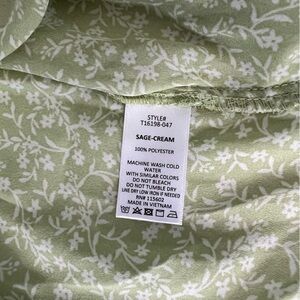 STYLE#
T16198-047
SAGE-CREAM
100% POLYESTER
MACHINE WASH COLD
WATER
WITH SIMILAR COLORS
DO NOT BLEACH
DO NOT TUMBLE DRY
LINE DRY LOW IRON IF NEEDED
RN# 115602
MADE IN VIETNAM